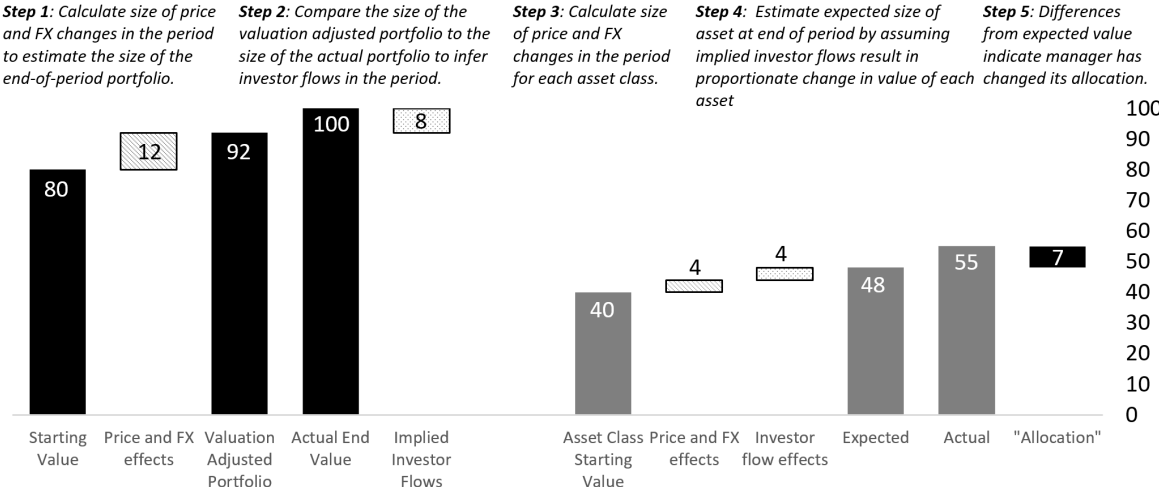 Step 1: Calculate size of price
and FX changes in the period
to estimate the size of the
end-of-period portfolio.
Step 2: Compare the size of the
valuation adjusted portfolio to the
size of the actual portfolio to infer
investor flows in the period.
Step 3: Calculate size
of price and FX
changes in the period
for each asset class.
Step 4:  Estimate expected size of
asset at end of period by assuming
implied investor flows result in
proportionate change in value of each
asset
Step 5: Differences
from expected value
indicate manager has
changed its allocation.
80
12
92
100
8
40
4
4
48
55
7
100
90
80
70
60
50
40
30
20
10
0
Starting
Value
Price and FX
effects
Valuation
Adjusted
Portfolio
Actual End
Value
Implied
Investor
Flows
Asset Class
Starting
Value
Price and FX
effects
Investor
flow effects
Expected
Actual
"Allocation"